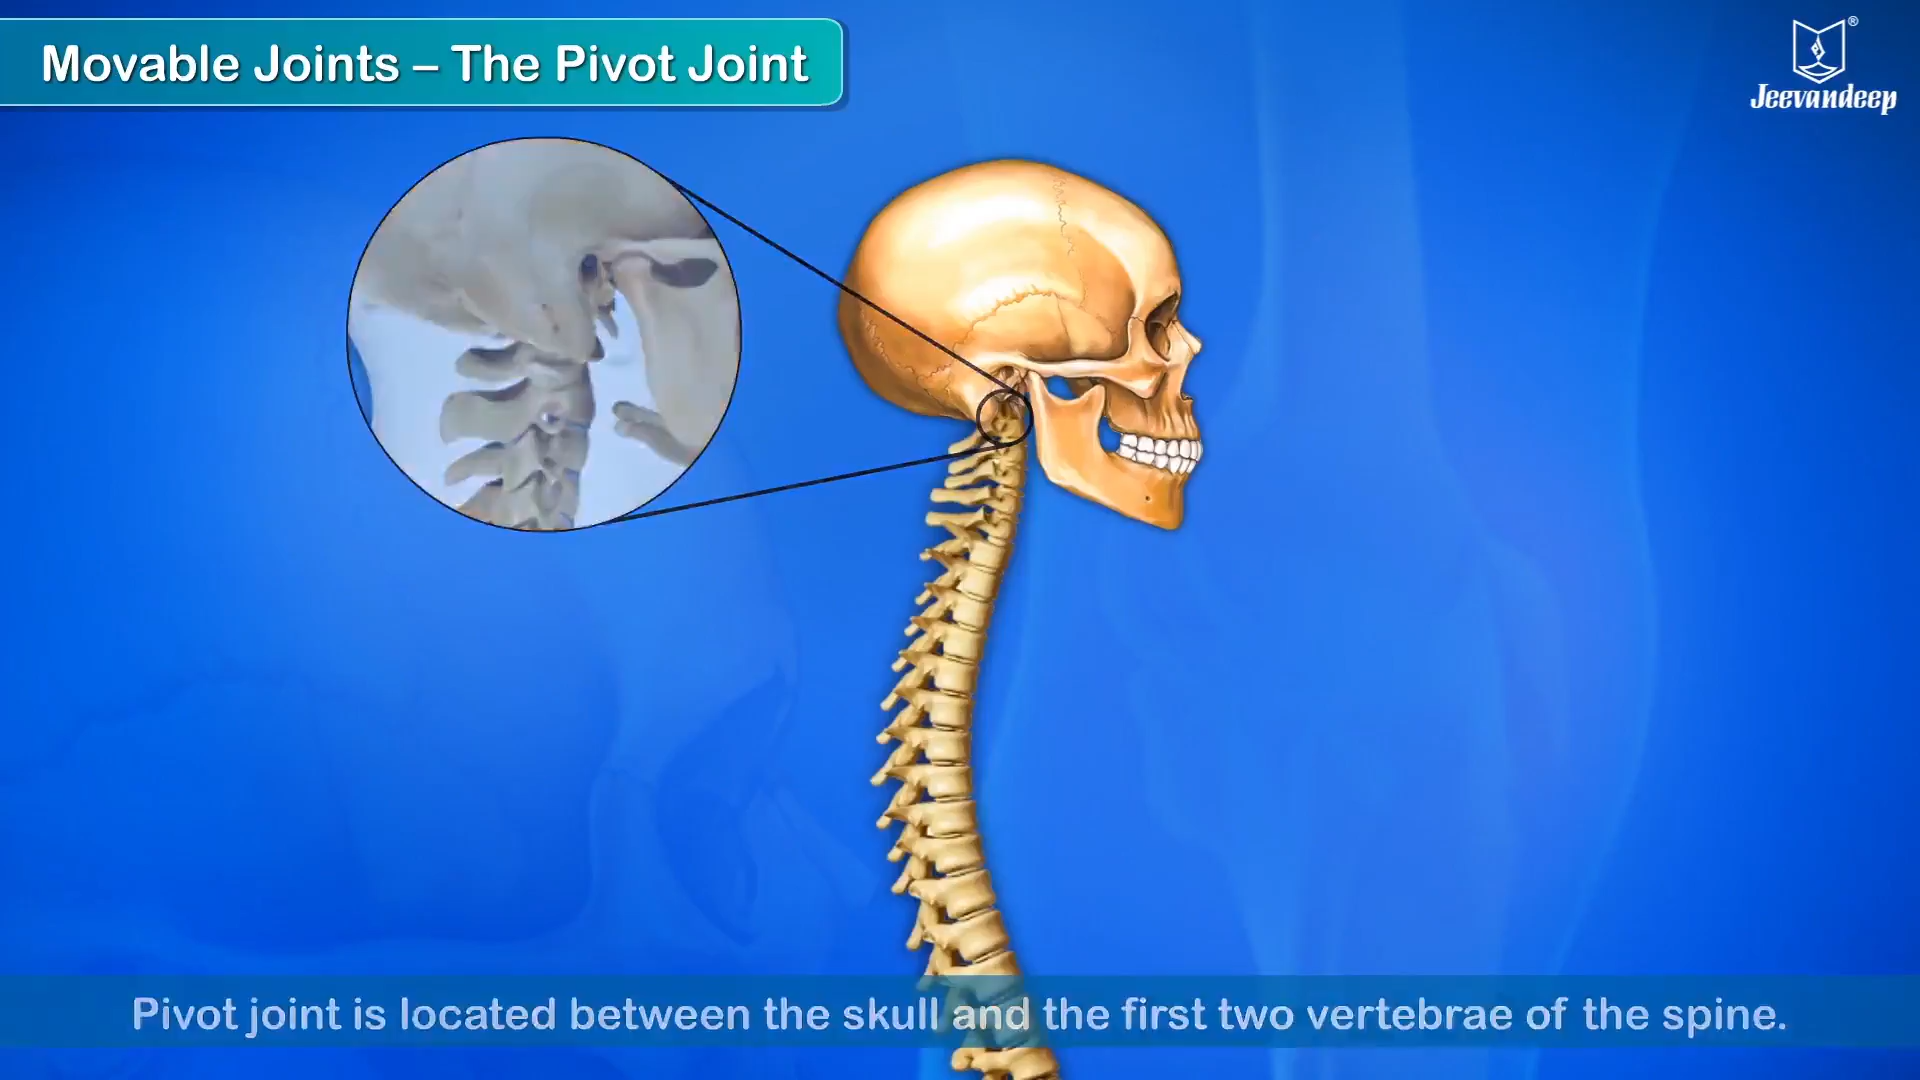 Movable Joints – The Pivot Joint
®
Jeevandeep
Pivot joint is located between the skull and the first two vertebrae of the spine.